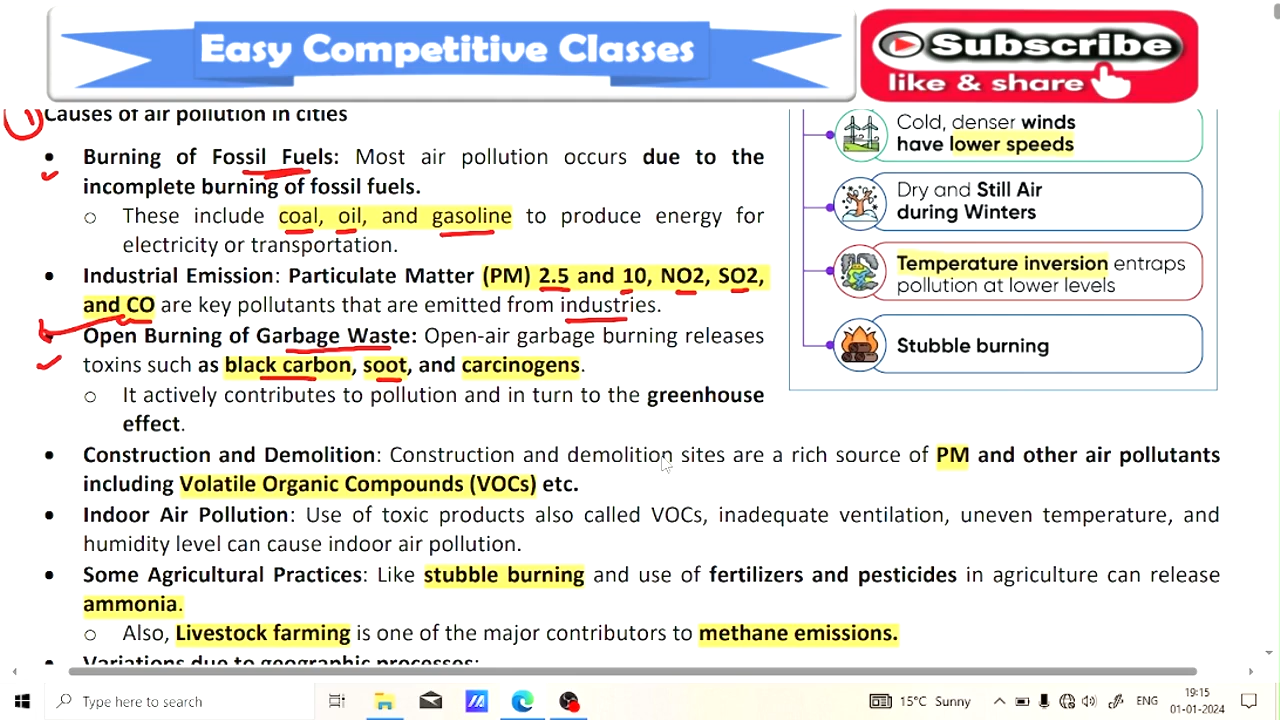 Easy Competitive Classes
Subscribe
like & share
Causes of air pollution in cities
• Burning of Fossil Fuels: Most air pollution occurs due to the
incomplete burning of fossil fuels.
o These include coal, oil, and gasoline to produce energy for
electricity or transportation.
• Industrial Emission: Particulate Matter (PM) 2.5 and 10, NO2, SO2,
and CO are key pollutants that are emitted from industries.
• Open Burning of Garbage Waste: Open-air garbage burning releases
toxins such as black carbon, soot, and carcinogens.
o It actively contributes to pollution and in turn to the greenhouse
effect.
Cold, denser winds
have lower speeds
Dry and Still Air
during Winters
Temperature inversion entraps
pollution at lower levels
Stubble burning
• Construction and Demolition: Construction and demolition sites are a rich source of PM and other air pollutants
including Volatile Organic Compounds (VOCs) etc.
• Indoor Air Pollution: Use of toxic products also called VOCs, inadequate ventilation, uneven temperature, and
humidity level can cause indoor air pollution.
• Some Agricultural Practices: Like stubble burning and use of fertilizers and pesticides in agriculture can release
ammonia.
o Also, Livestock farming is one of the major contributors to methane emissions.
Variations due to geographic processes:
Type here to search
15°C Sunny
ENG
19:15
01-01-2024